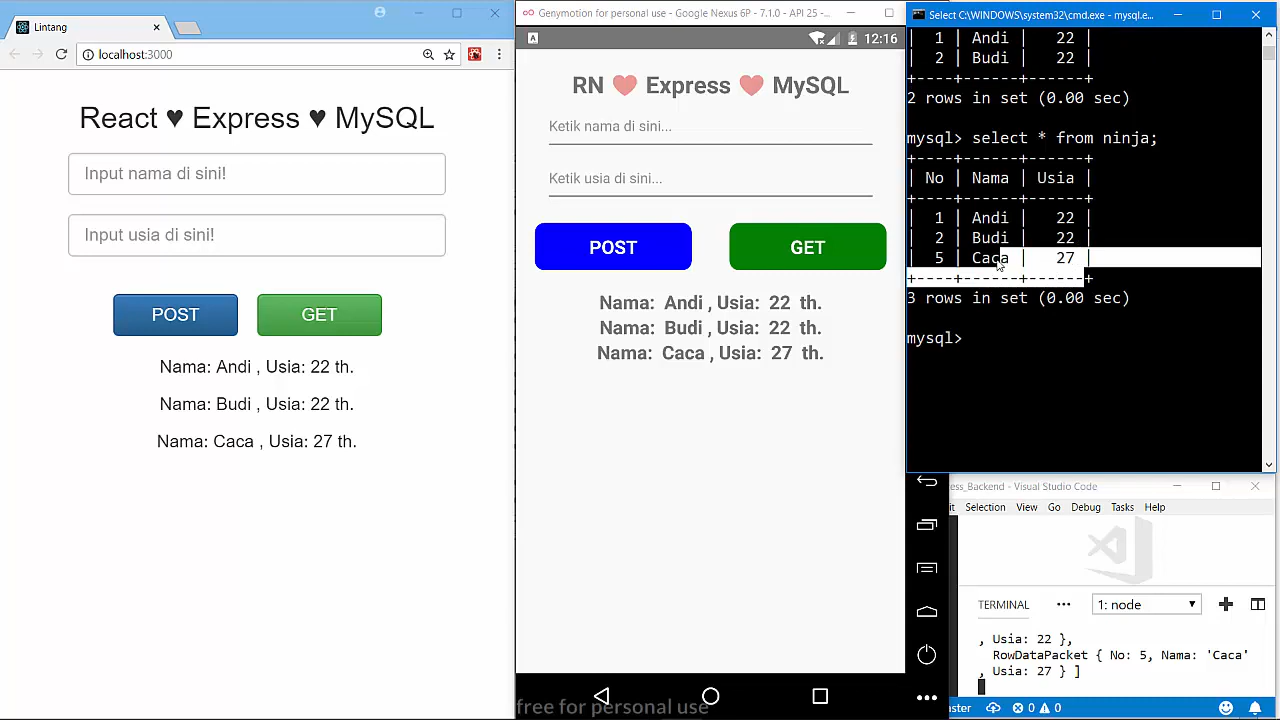 Lintang
localhost:3000
React ♥ Express ♥ MySQL
Input nama di sini!
Input usia di sini!
POST
GET
Nama: Andi , Usia: 22 th.
Nama: Budi , Usia: 22 th.
Nama: Caca , Usia: 27 th.
Genymotion for personal use - Google Nexus 6P - 7.1.0 - API 25 -...
A
12:16
RN ♥ Express ♥ MySQL
Ketik nama di sini...
Ketik usia di sini...
POST
GET
Nama: Andi , Usia: 22 th.
Nama: Budi , Usia: 22 th.
Nama: Caca , Usia: 27 th.
free for personal use
Select C:\WINDOWS\system32\cmd.exe - mysql.e...
| 1 | Andi | 22 |
| 2 | Budi | 22 |
+----+------+------+
2 rows in set (0.00 sec)
mysql> select * from ninja;
+----+------+------+
| No | Nama | Usia |
+----+------+------+
| 1 | Andi | 22 |
| 2 | Budi | 22 |
| 5 | Caca | 27 |
+----+------+------+
3 rows in set (0.00 sec)
mysql>
ess_Backend - Visual Studio Code
it Selection View Go Debug Tasks Help
TERMINAL ... 1: node
, Usia: 22 },
RowDataPacket { No: 5, Nama: 'Caca'
, Usia: 27 } ]
ster 0 0